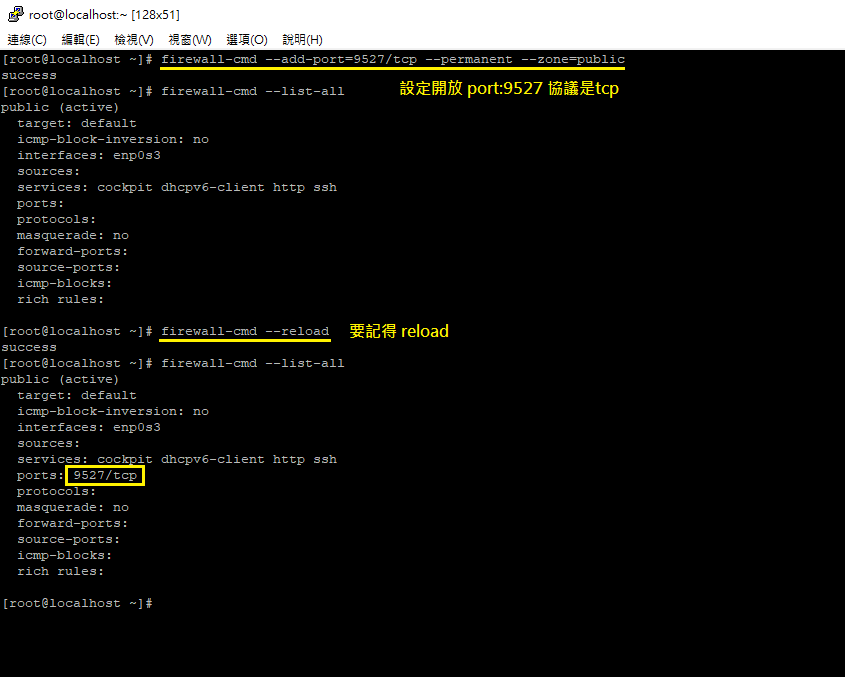 root@localhost:~ [128x51]
連線(C) 編輯(E) 檢視(V) 視窗(W) 選項(O) 說明(H)
[root@localhost ~]# firewall-cmd --add-port=9527/tcp --permanent --zone=public
success
[root@localhost ~]# firewall-cmd --list-all
設定開放 port:9527 協議是tcp
public (active)
  target: default
  icmp-block-inversion: no
  interfaces: enp0s3
  sources:
  services: cockpit dhcpv6-client http ssh
  ports:
  protocols:
  masquerade: no
  forward-ports:
  source-ports:
  icmp-blocks:
  rich rules:
[root@localhost ~]# firewall-cmd --reload 要記得 reload
success
[root@localhost ~]# firewall-cmd --list-all
public (active)
  target: default
  icmp-block-inversion: no
  interfaces: enp0s3
  sources:
  services: cockpit dhcpv6-client http ssh
  ports: 9527/tcp
  protocols:
  masquerade: no
  forward-ports:
  source-ports:
  icmp-blocks:
  rich rules:
[root@localhost ~]#